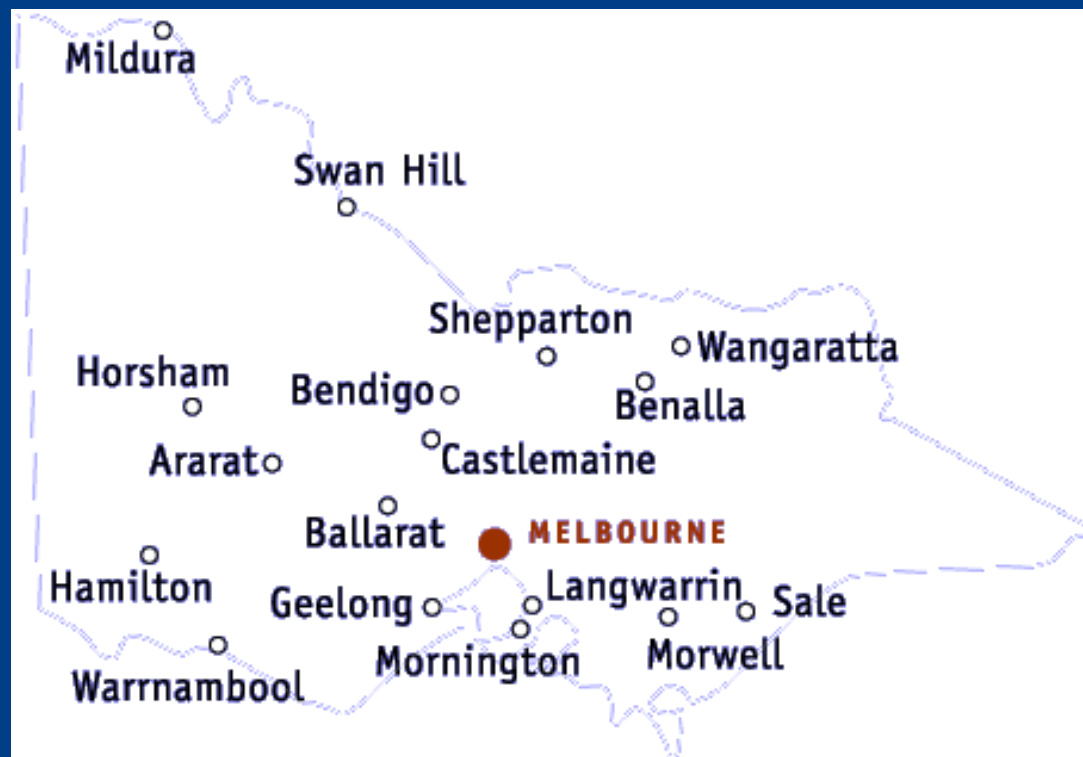 Mildura
Swan Hill
Shepparton
Wangaratta
Horsham
Bendigo
Benalla
Ararat
Castlemaine
Ballarat
MELBOURNE
Hamilton
Geelong
Langwarrin
Sale
Mornington
Morwell
Warrnambool